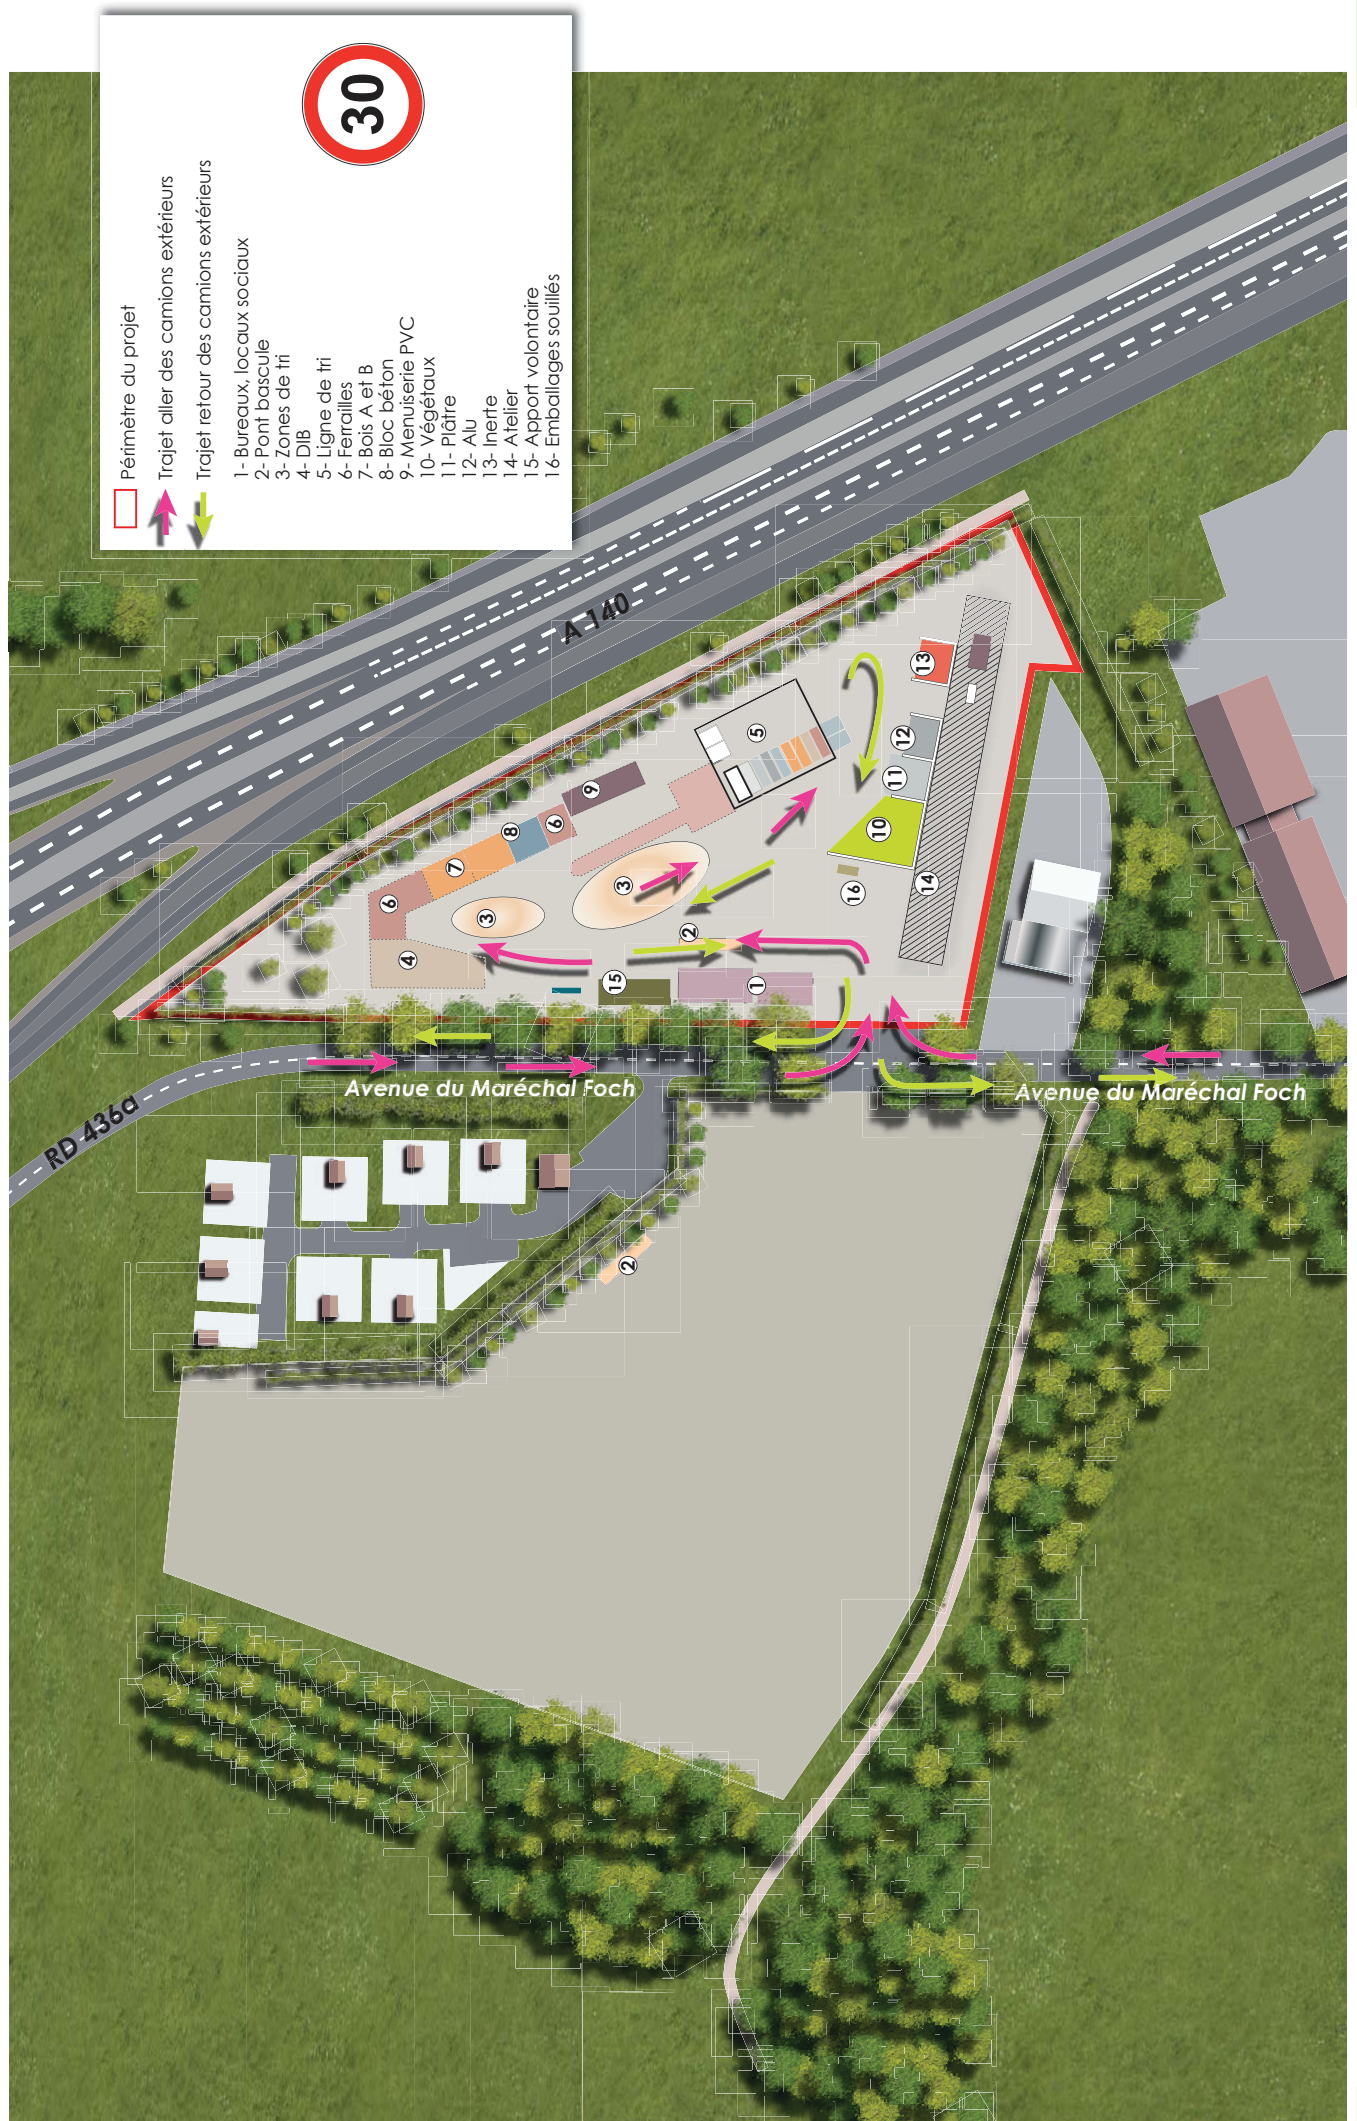 30
Périmètre du projet
Trajet aller des camions extérieurs
Trajet retour des camions extérieurs
1- Bureaux, locaux sociaux
2- Pont bascule
3- Zones de tri
4- DIB
5- Ligne de tri
6- Ferrailles
7- Bois A et B
8- Bloc béton
9- Menuiserie PVC
10- Végétaux
11- Plâtre
12- Alu
13- Inerte
14- Atelier
15- Apport volontaire
16- Emballages souillés
A 140
13
5
12
11
9
8
6
10
7
3
14
16
6
3
2
4
15
1
Avenue du Maréchal Foch
Avenue du Maréchal Foch
RD 436a
2